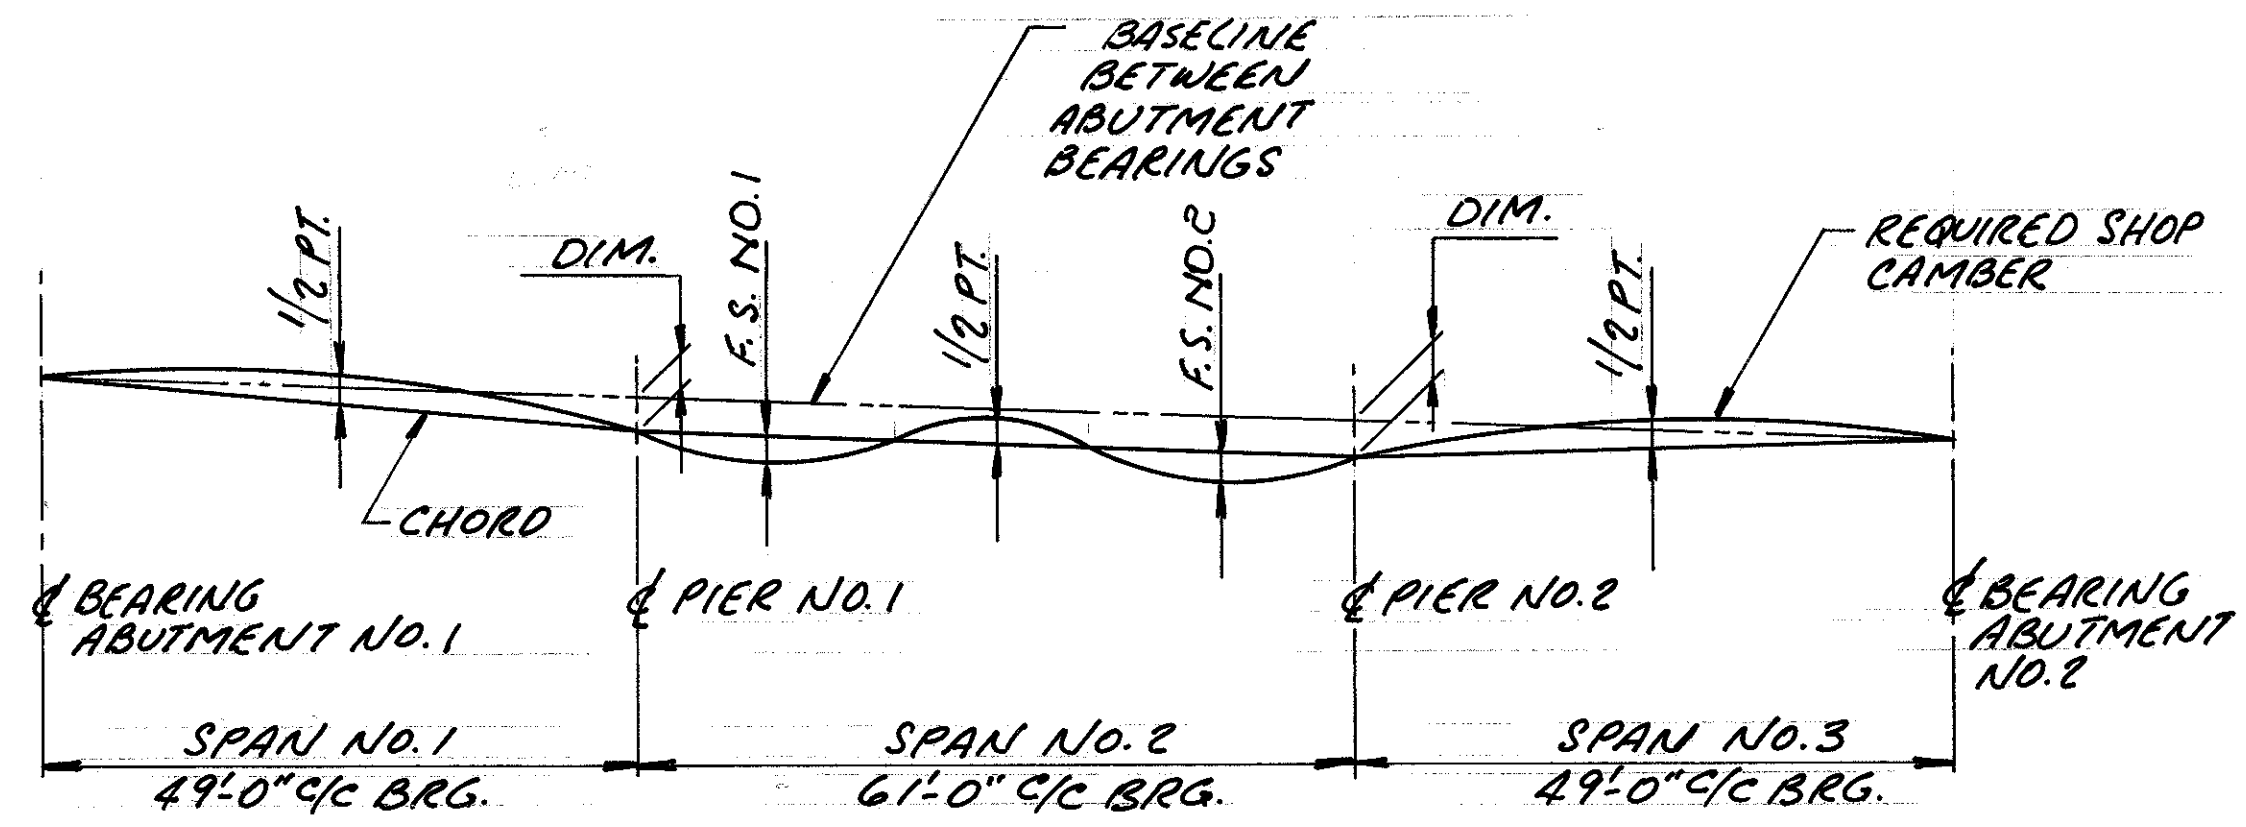 BASELINE
BETWEEN
ABUTMENT
BEARINGS
1/2 PT.
DIM.
F. S. NO. 1
1/2 PT.
F.S. NO.2
DIM.
1/2 PT.
REQUIRED SHOP
CAMBER
CHORD
℄ BEARING
ABUTMENT NO. 1
℄ PIER NO. 1
℄ PIER NO. 2
℄ BEARING
ABUTMENT
NO. 2
SPAN NO. 1
49'-0" C/C BRG.
SPAN NO. 2
61'-0" C/C BRG.
SPAN NO. 3
49'-0" C/C BRG.